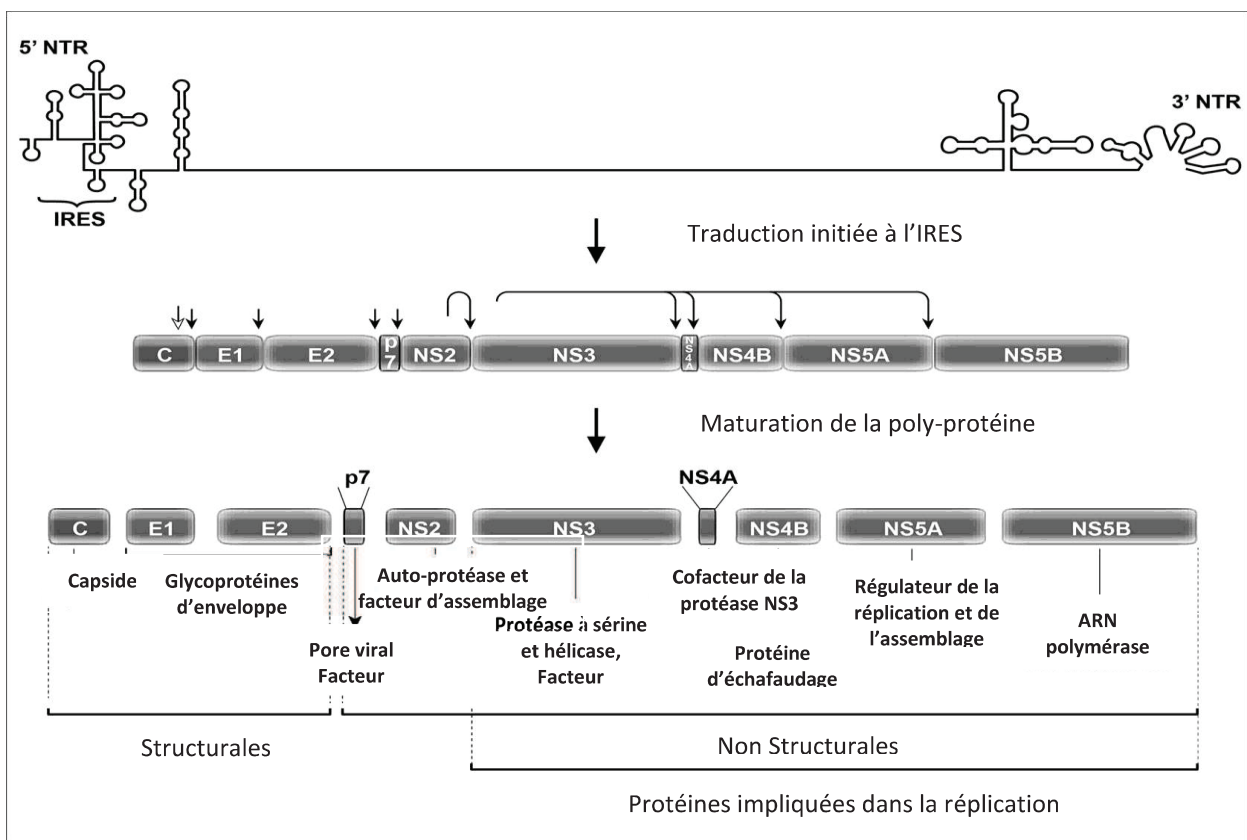 5' NTR
3' NTR
IRES
Traduction initiée à l'IRES
C E1 E2 p7 NS2 NS3 NS4A NS4B NS5A NS5B
Maturation de la poly-protéine
p7 NS4A
C E1 E2 NS2 NS3 NS4B NS5A NS5B
Capside
Glycoprotéines
d'enveloppe
Auto-protéase et
facteur d'assemblage
Pore viral
Facteur
Protéase à sérine
et hélicase,
Facteur
Cofacteur de la
protéase NS3
Protéine
d'échafaudage
Régulateur de la
réplication et de
l'assemblage
ARN
polymérase
Structurales
Non Structurales
Protéines impliquées dans la réplication